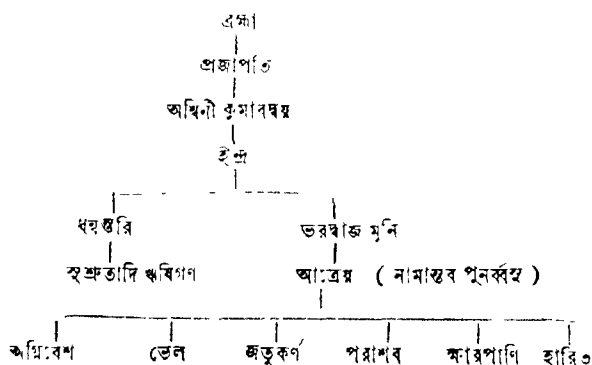 ব্রহ্মা
প্রজাপতি
অশ্বিনী কুমারদ্বয়
ইন্দ্র
ধন্বন্তরি ভরদ্বাজ মুনি
সুশ্রুতাদি ঋষিগণ আত্রেয় ( নামান্তর পুনর্ব্বসু )
অগ্নিবেশ ভেল জতুকর্ণ পরাশর ক্ষারপাণি হারিত